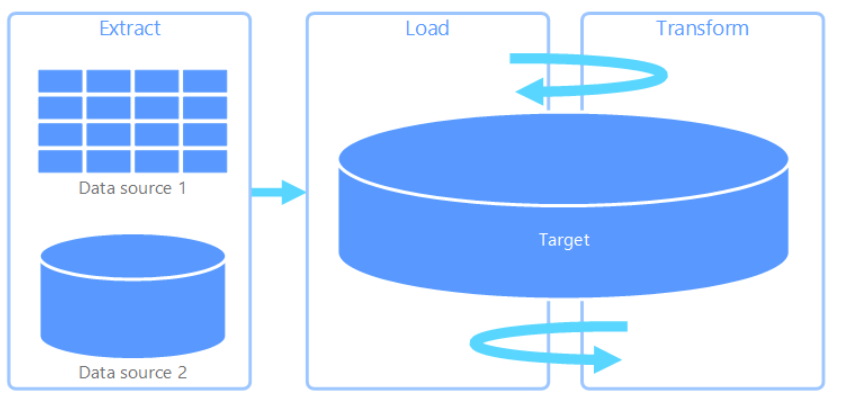 Extract
Load
Transform
Data source 1
Target
Data source 2